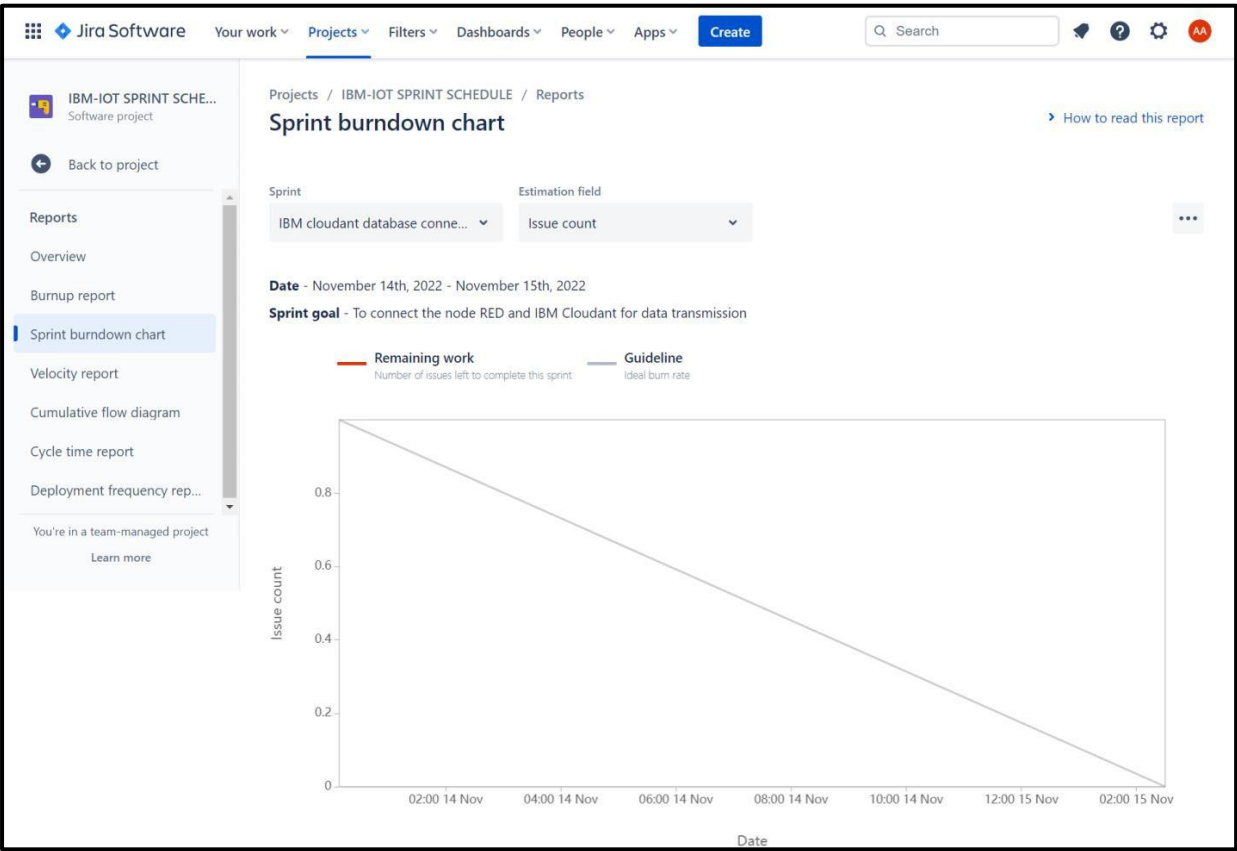 Jira Software Your work Projects Filters Dashboards People Apps Create Search AA
IBM-IOT SPRINT SCHE...
Software project
Back to project
Reports
Overview
Burnup report
Sprint burndown chart
Velocity report
Cumulative flow diagram
Cycle time report
Deployment frequency rep...
You're in a team-managed project
Learn more
Projects / IBM-IOT SPRINT SCHEDULE / Reports
Sprint burndown chart
How to read this report
Sprint Estimation field
IBM cloudant database conne... Issue count
Date - November 14th, 2022 - November 15th, 2022
Sprint goal - To connect the node RED and IBM Cloudant for data transmission
Remaining work Guideline
Number of issues left to complete this sprint Ideal burn rate
0.8
0.6
0.4
0.2
0
Issue count
02:00 14 Nov 04:00 14 Nov 06:00 14 Nov 08:00 14 Nov 10:00 14 Nov 12:00 15 Nov 02:00 15 Nov
Date